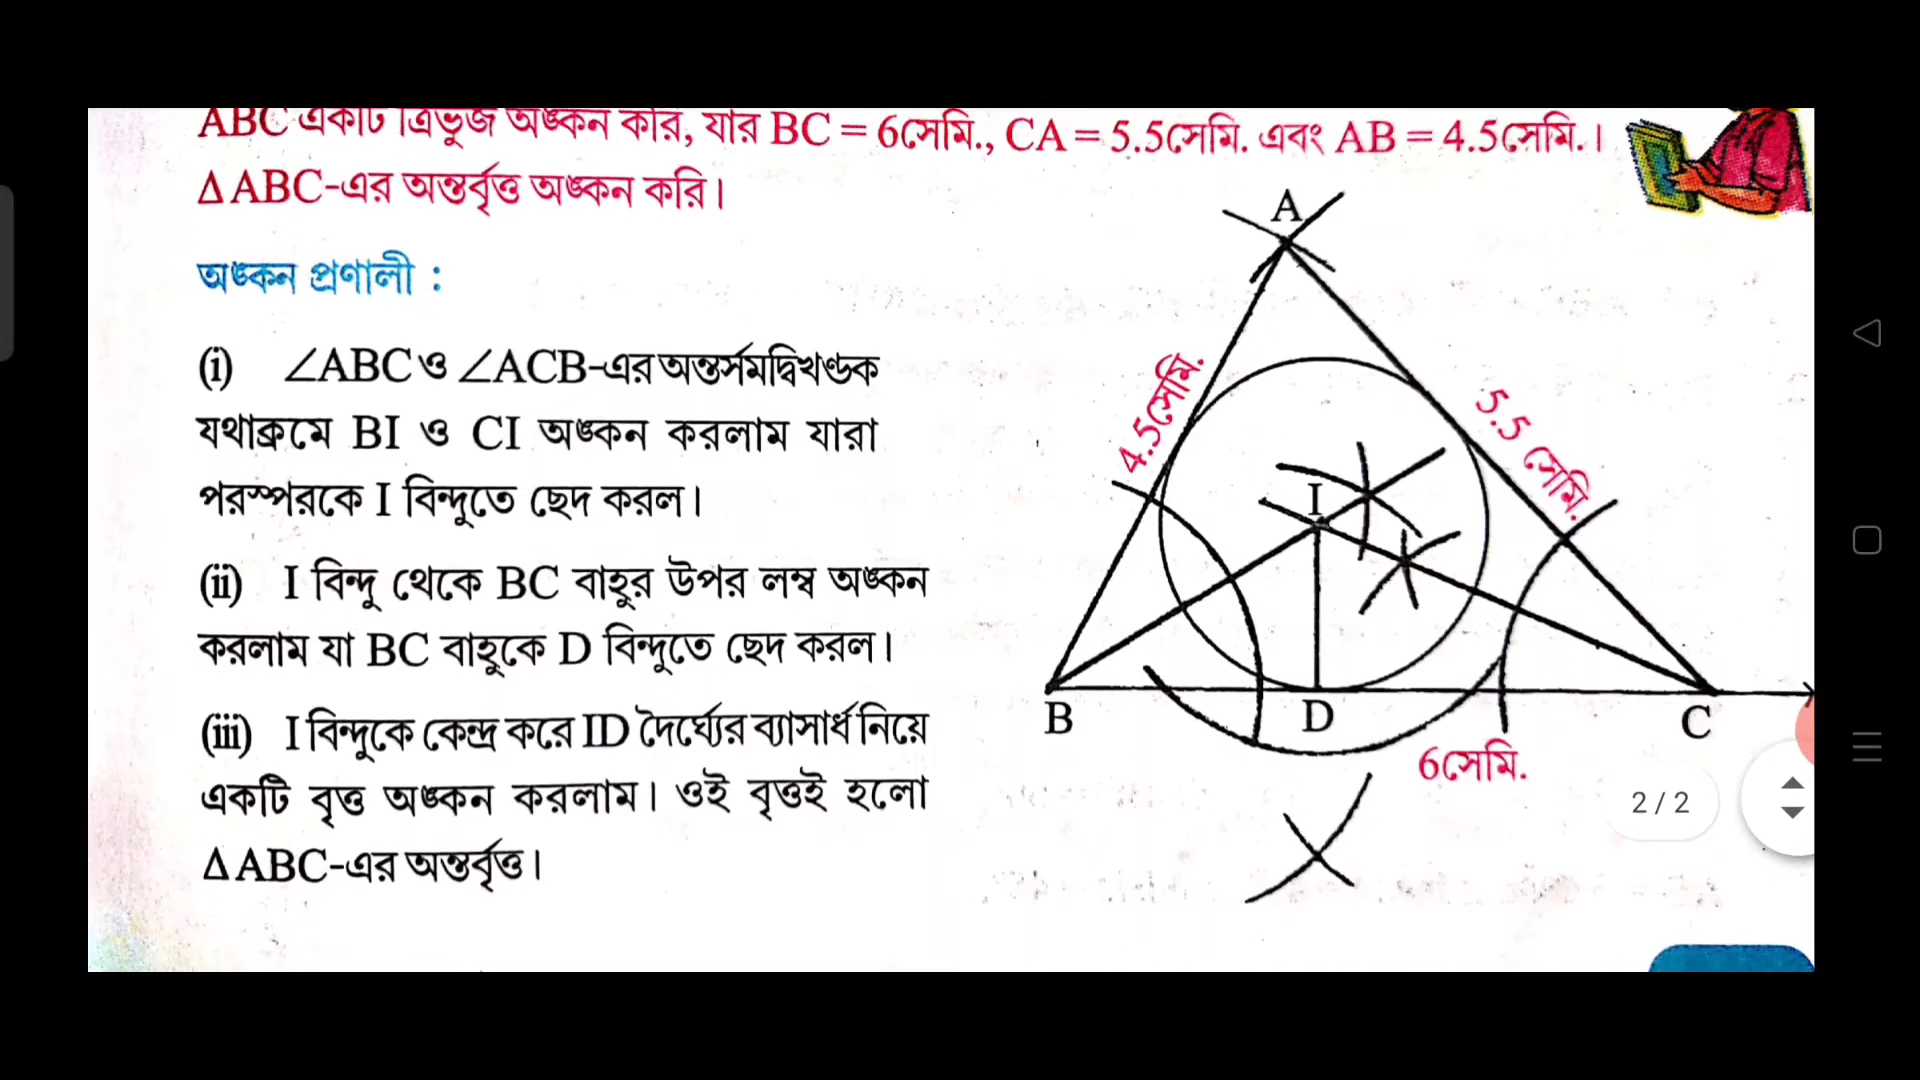 ABC একটি ত্রিভুজ অঙ্কন করি, যার BC = 6সেমি., CA = 5.5সেমি. এবং AB = 4.5সেমি.।
Δ ABC-এর অন্তর্বৃত্ত অঙ্কন করি।
অঙ্কন প্রণালী :
(i) ∠ABC ও ∠ACB-এর অন্তর্সমদ্বিখণ্ডক
যথাক্রমে BI ও CI অঙ্কন করলাম যারা
পরস্পরকে I বিন্দুতে ছেদ করল।
(ii) I বিন্দু থেকে BC বাহুর উপর লম্ব অঙ্কন
করলাম যা BC বাহুকে D বিন্দুতে ছেদ করল।
(iii) I বিন্দুকে কেন্দ্র করে ID দৈর্ঘ্যের ব্যাসার্ধ নিয়ে
একটি বৃত্ত অঙ্কন করলাম। ওই বৃত্তই হলো
Δ ABC-এর অন্তর্বৃত্ত।
A
4.5সেমি.
5.5 সেমি.
I
B
D
C
6সেমি.
2 / 2